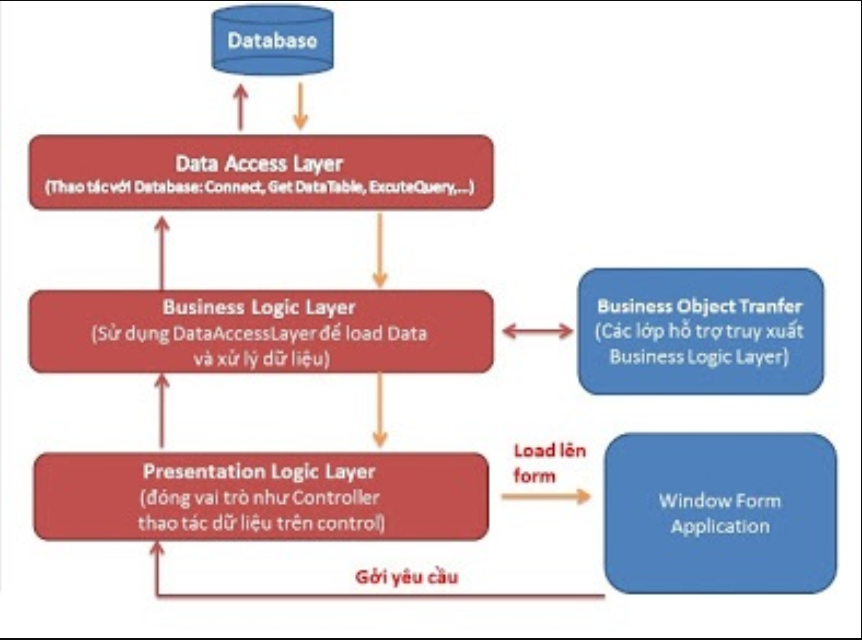 Database
Data Access Layer
(Thao tác với Database: Connect, Get DataTable, ExcuteQuery,...)
Business Logic Layer
(Sử dụng DataAccessLayer để load Data
và xử lý dữ liệu)
Business Object Tranfer
(Các lớp hỗ trợ truy xuất
Business Logic Layer)
Presentation Logic Layer
(đóng vai trò như Controller
thao tác dữ liệu trên control)
Load lên
form
Window Form
Application
Gởi yêu cầu